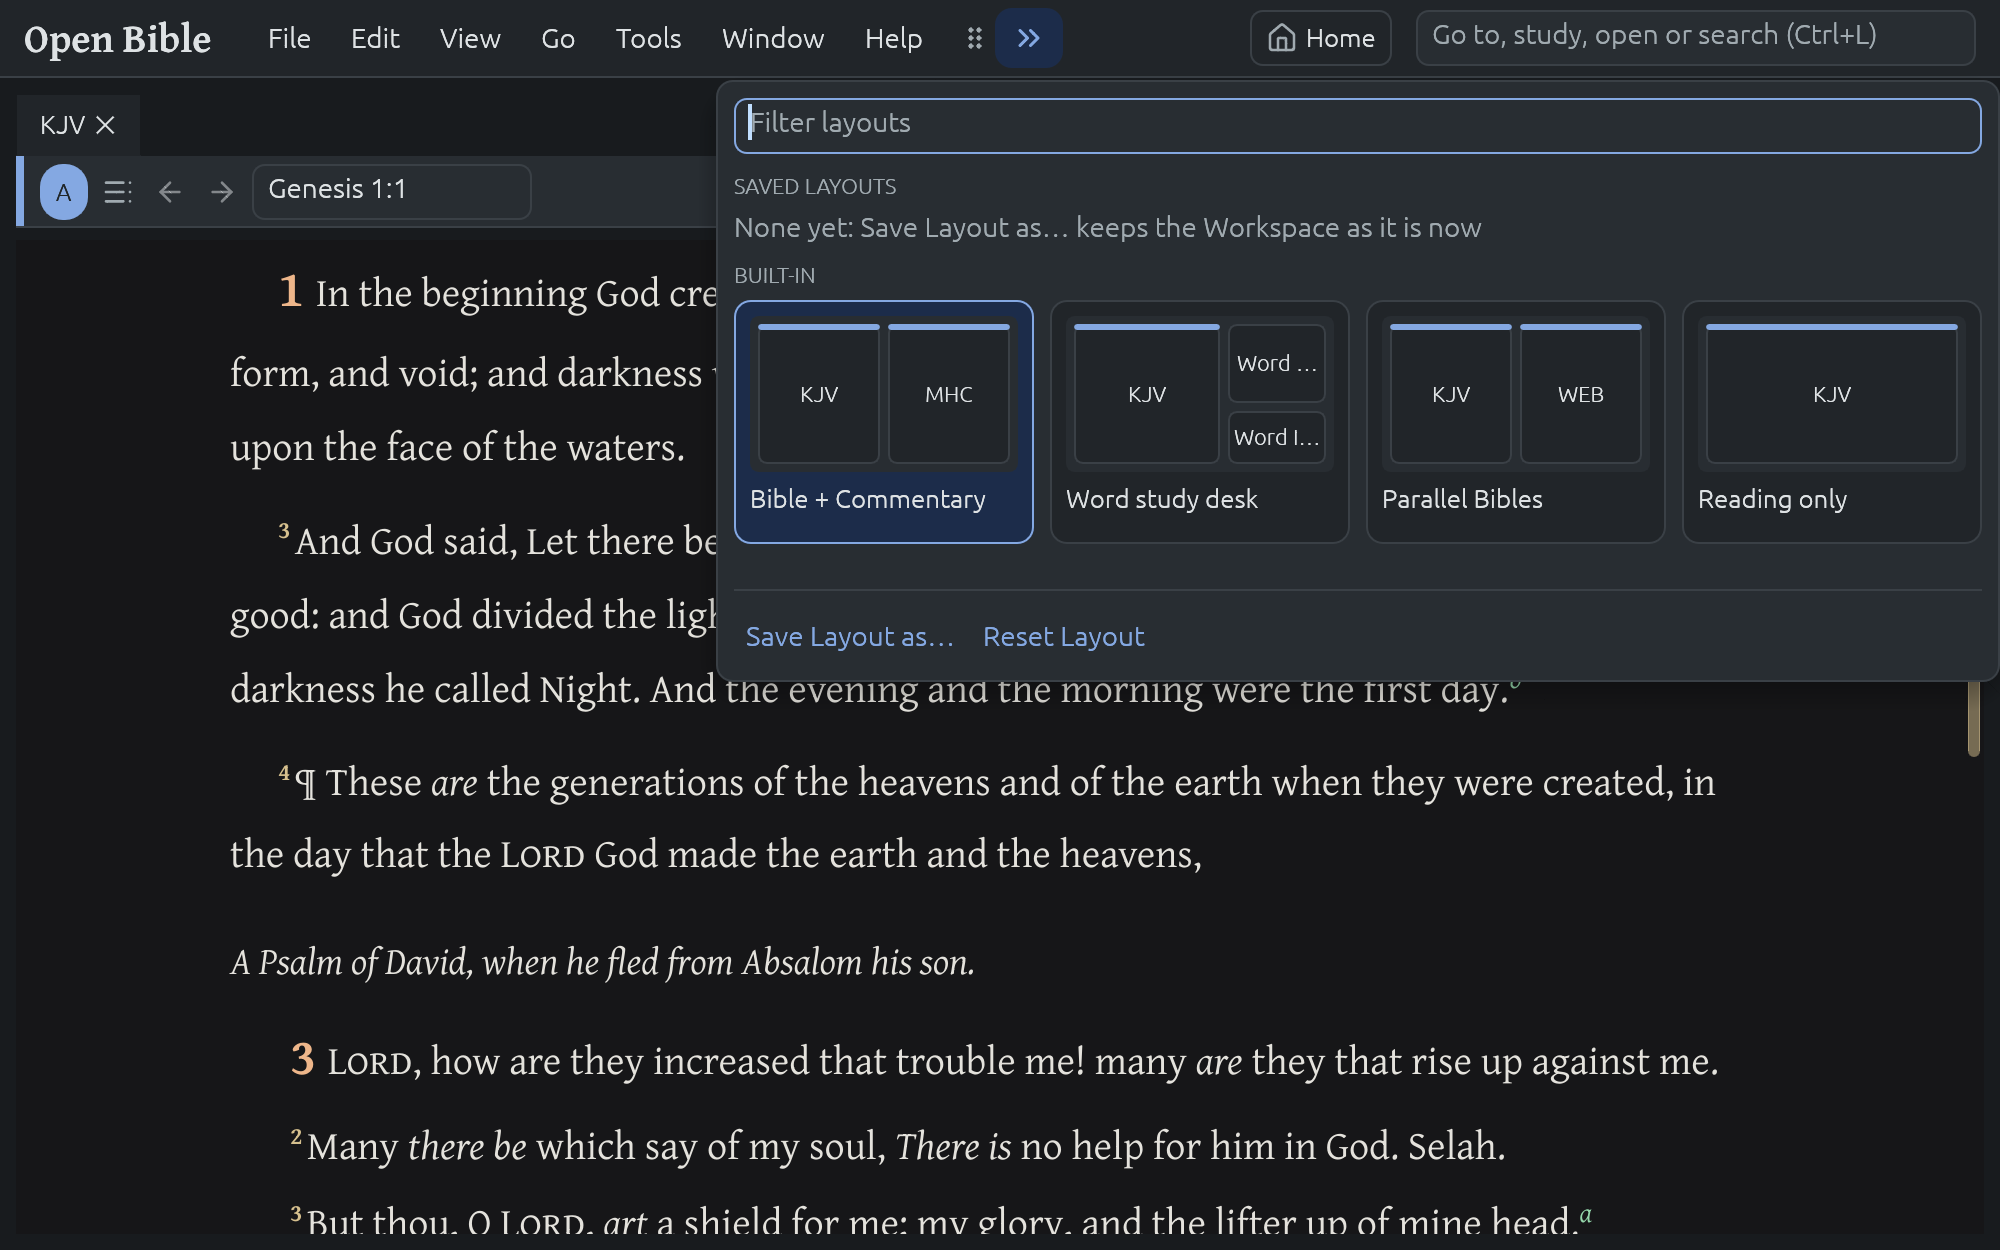 Open Bible File Edit View Go Tools Window Help Home Go to, study, open or search (Ctrl+L)
KJV
A Genesis 1:1
Filter layouts
SAVED LAYOUTS
None yet: Save Layout as… keeps the Workspace as it is now
BUILT-IN
KJV MHC
Bible + Commentary
KJV Word … Word I…
Word study desk
KJV WEB
Parallel Bibles
KJV
Reading only
Save Layout as… Reset Layout
1 In the beginning God cre
form, and void; and darkness
upon the face of the waters.
3 And God said, Let there be
good: and God divided the ligh
darkness he called Night. And the evening and the morning were the first day.
4 ¶ These are the generations of the heavens and of the earth when they were created, in
the day that the LORD God made the earth and the heavens,
A Psalm of David, when he fled from Absalom his son.
3 LORD, how are they increased that trouble me! many are they that rise up against me.
2 Many there be which say of my soul, There is no help for him in God. Selah.
3 But thou, O LORD, art a shield for me; my glory, and the lifter up of mine head.a